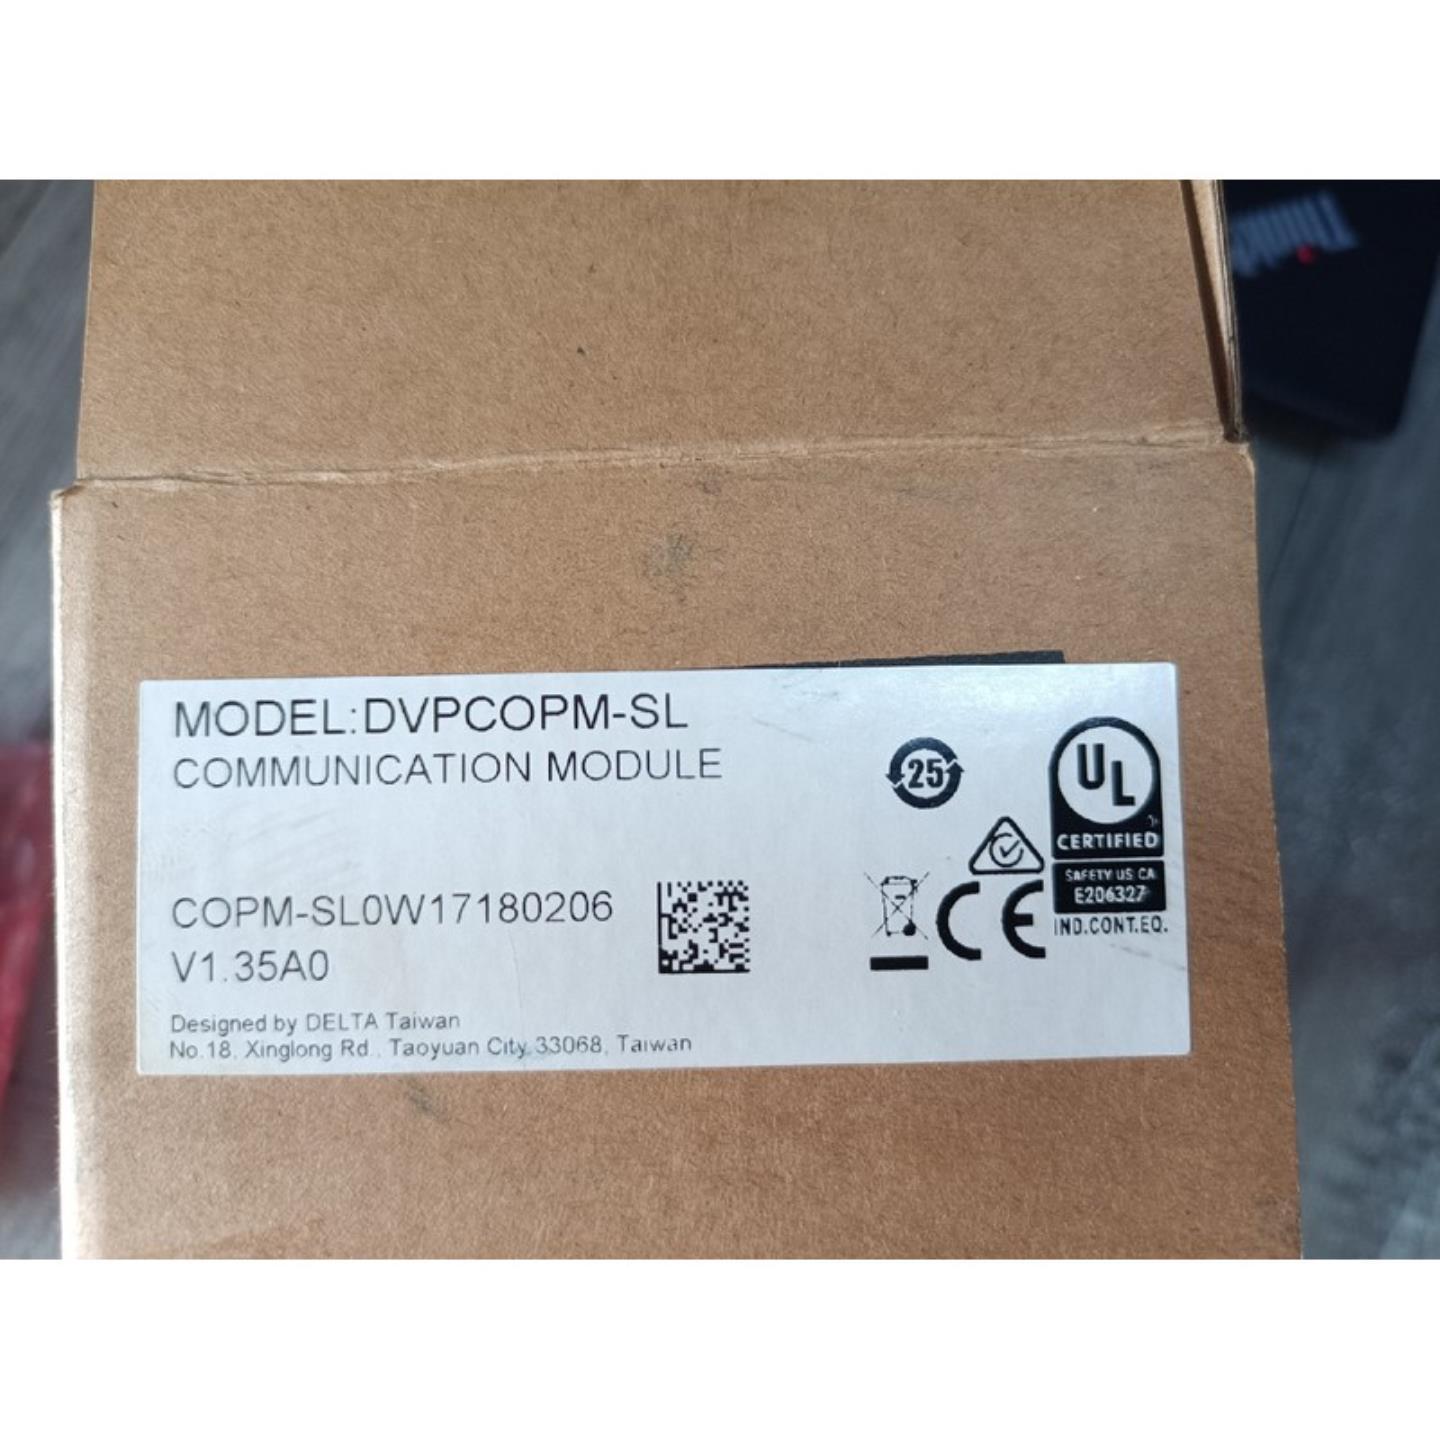 Think
MODEL:DVPCOPM-SL
COMMUNICATION MODULE
25
UL
CERTIFIED
SAFETY US CA
E206327
IND.CONT.EQ.
CE
COPM-SL0W17180206
V1.35A0
Designed by DELTA Taiwan
No.18, Xinglong Rd., Taoyuan City 33068, Taiwan